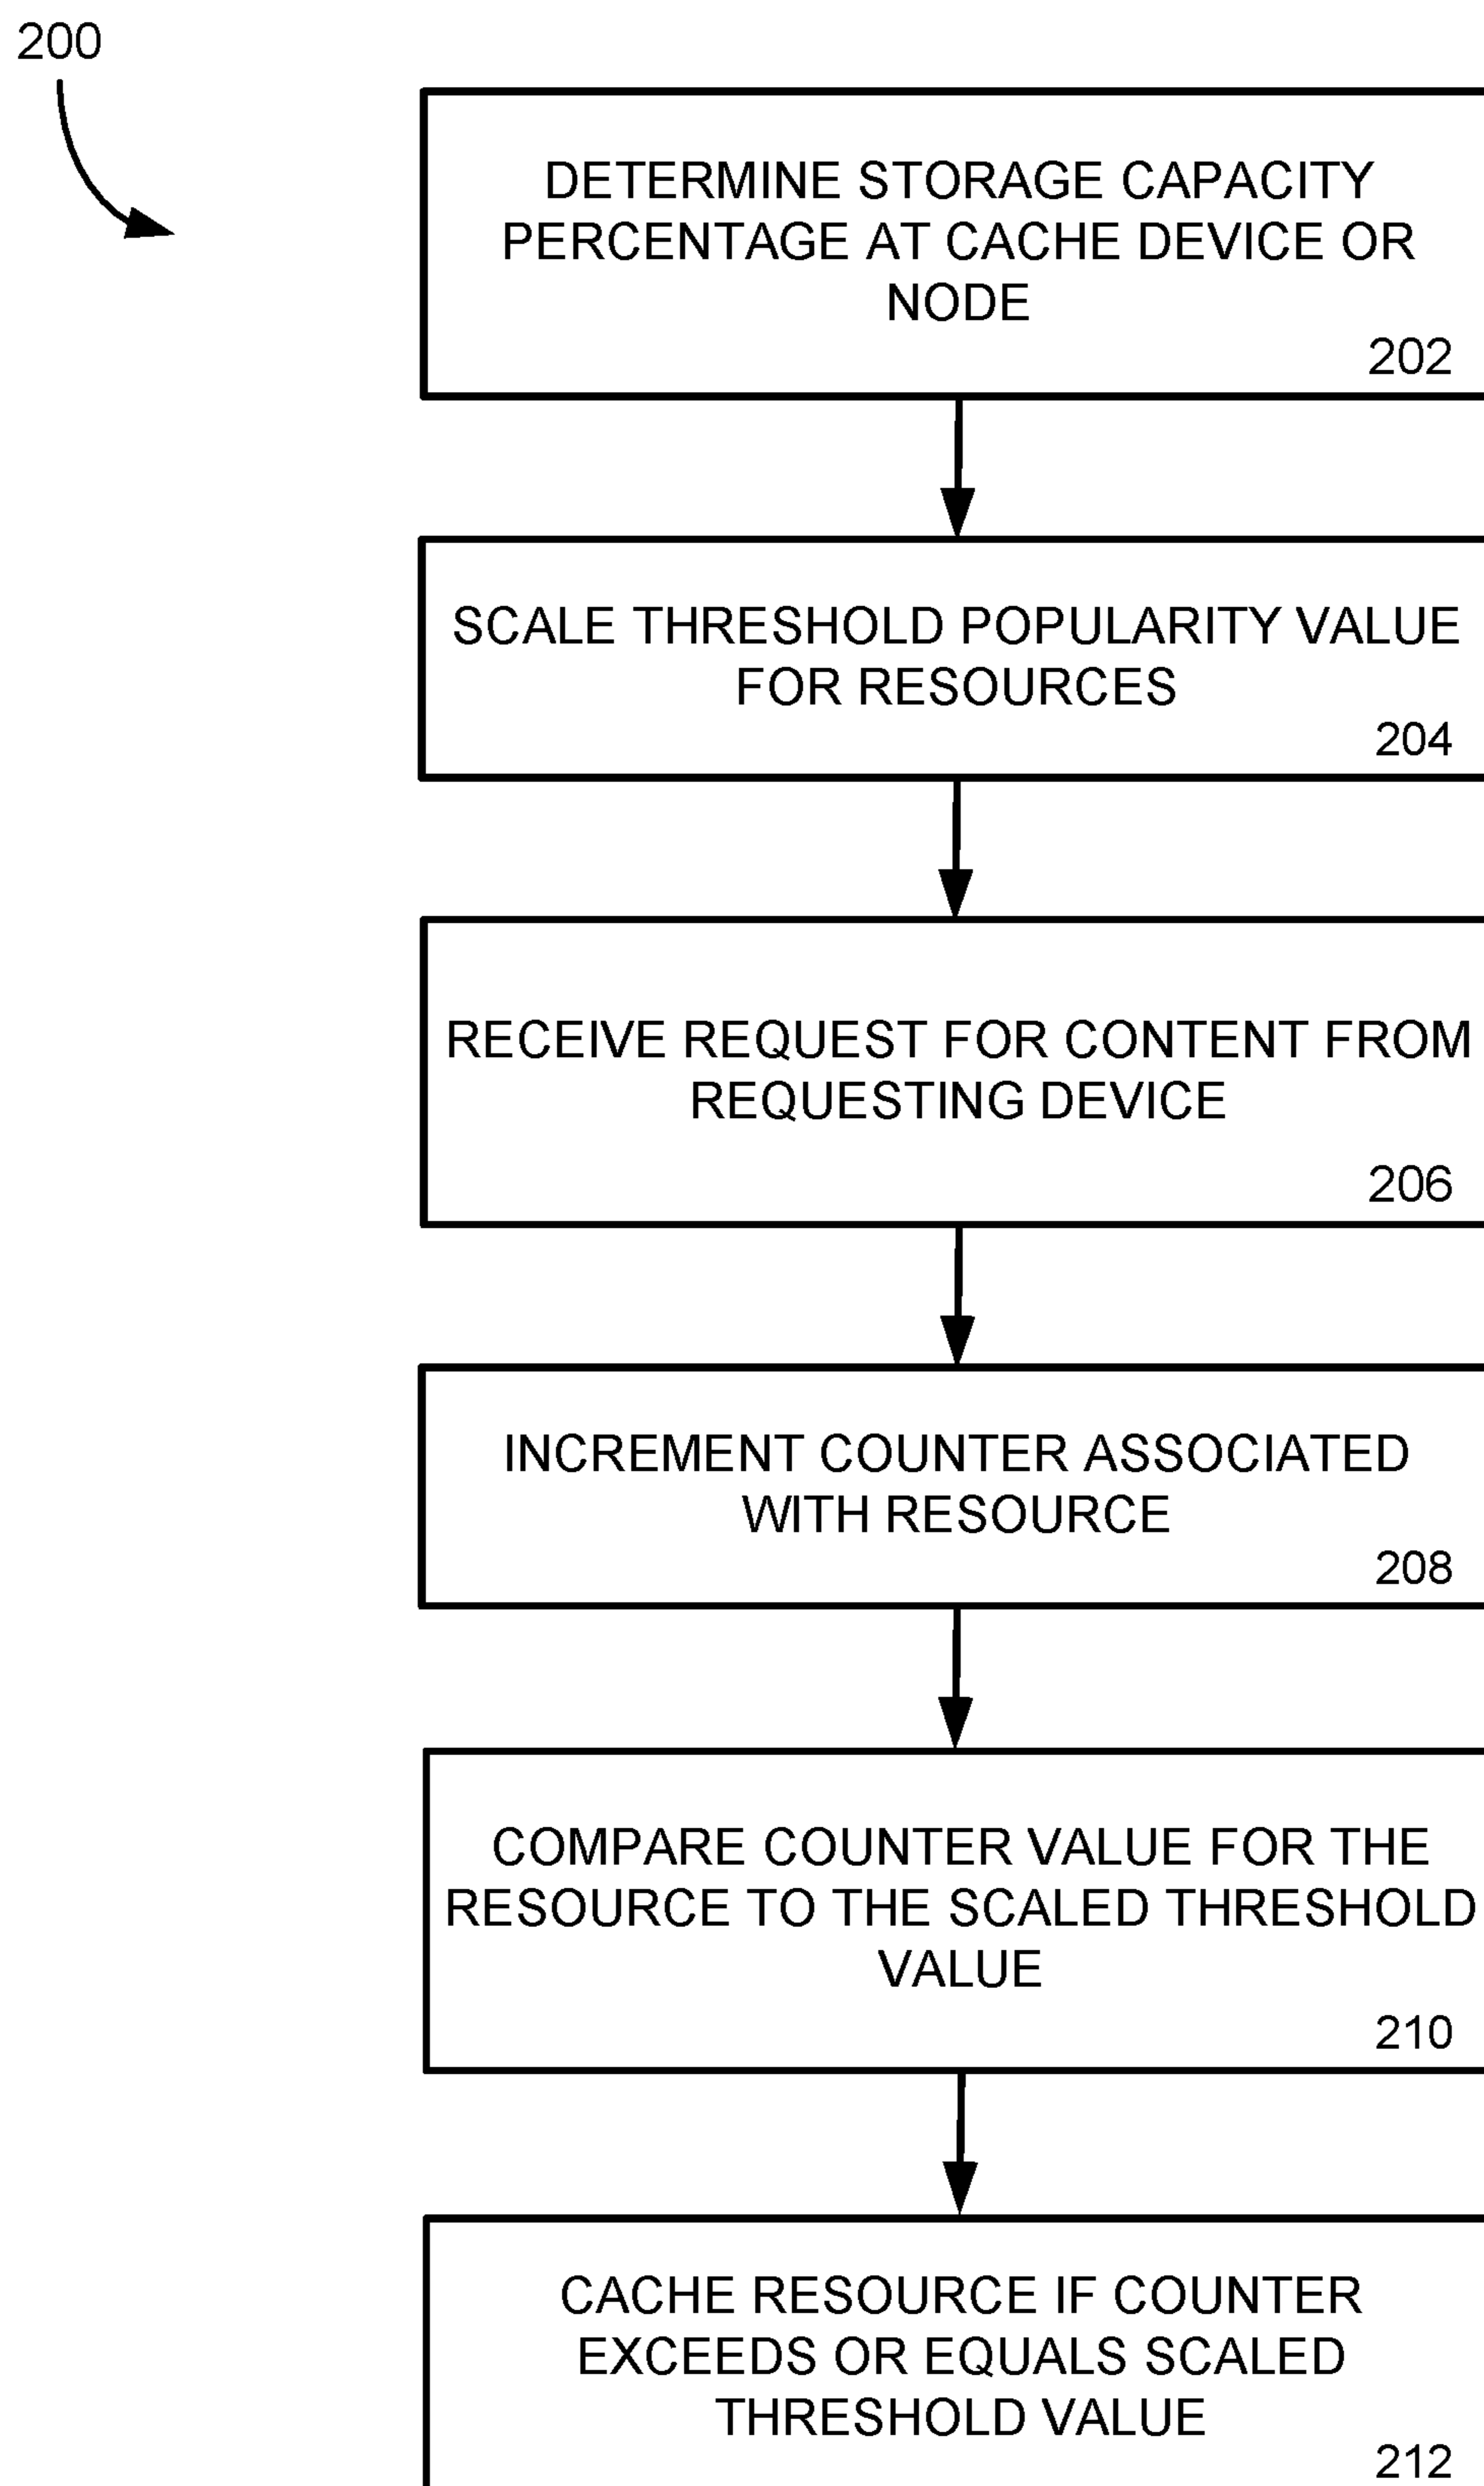 200
DETERMINE STORAGE CAPACITY
PERCENTAGE AT CACHE DEVICE OR
NODE
202
SCALE THRESHOLD POPULARITY VALUE
FOR RESOURCES
204
RECEIVE REQUEST FOR CONTENT FROM
REQUESTING DEVICE
206
INCREMENT COUNTER ASSOCIATED
WITH RESOURCE
208
COMPARE COUNTER VALUE FOR THE
RESOURCE TO THE SCALED THRESHOLD
VALUE
210
CACHE RESOURCE IF COUNTER
EXCEEDS OR EQUALS SCALED
THRESHOLD VALUE
212